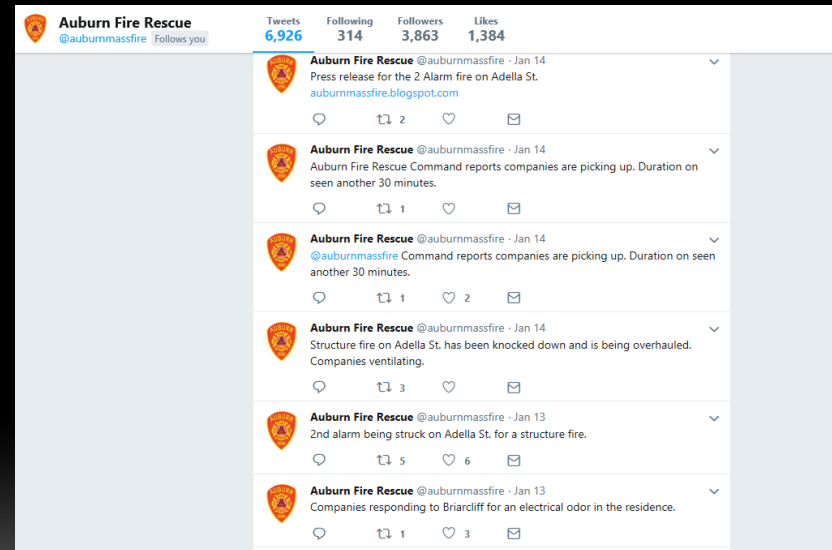 Auburn Fire Rescue
@auburnmassfire Follows you
Tweets Following Followers Likes
6,926 314 3,863 1,384
Auburn Fire Rescue @auburnmassfire · Jan 14
Press release for the 2 Alarm fire on Adella St.
auburnmassfire.blogspot.com
2
Auburn Fire Rescue @auburnmassfire · Jan 14
Auburn Fire Rescue Command reports companies are picking up. Duration on
seen another 30 minutes.
1
Auburn Fire Rescue @auburnmassfire · Jan 14
@auburnmassfire Command reports companies are picking up. Duration on seen
another 30 minutes.
1 2
Auburn Fire Rescue @auburnmassfire · Jan 14
Structure fire on Adella St. has been knocked down and is being overhauled.
Companies ventilating.
3
Auburn Fire Rescue @auburnmassfire · Jan 13
2nd alarm being struck on Adella St. for a structure fire.
5 6
Auburn Fire Rescue @auburnmassfire · Jan 13
Companies responding to Briarcliff for an electrical odor in the residence.
1 3